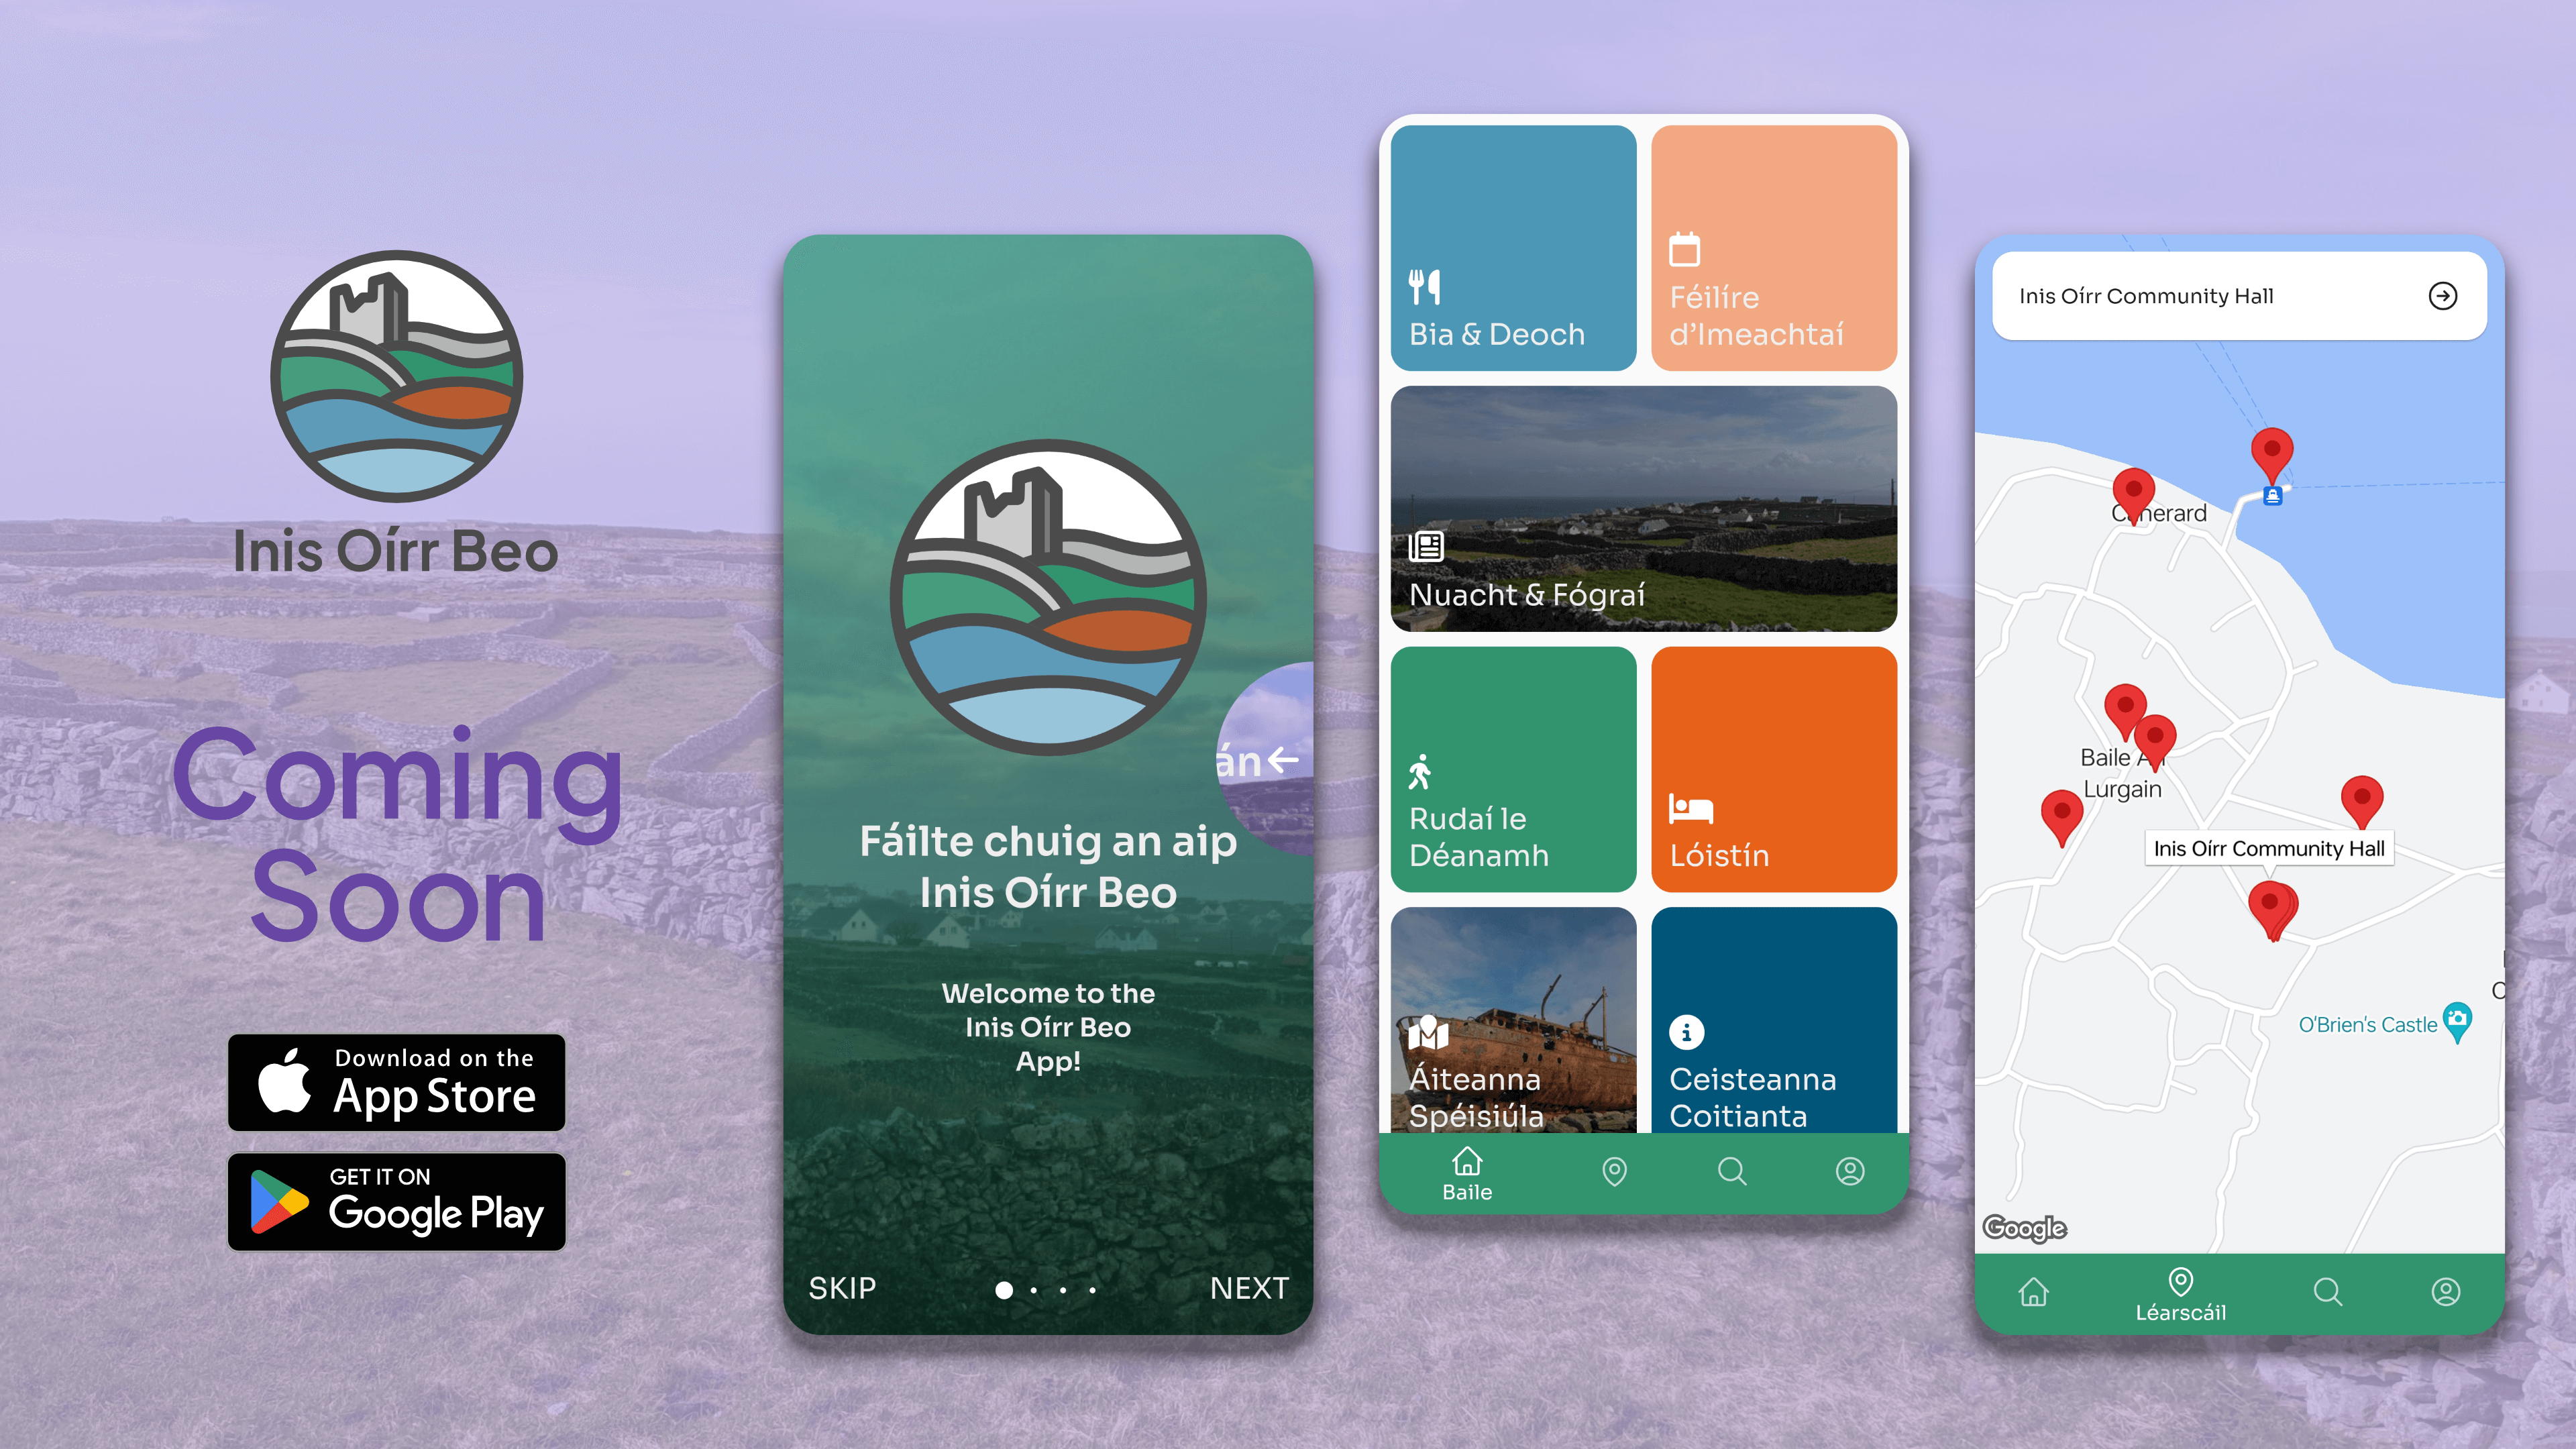 Inis Oírr Beo
Coming
Soon
Download on the
App Store
GET IT ON
Google Play
án
Fáilte chuig an aip
Inis Oírr Beo
Welcome to the
Inis Oírr Beo
App!
SKIP
NEXT
Bia & Deoch
Féilíre
d'Imeachtaí
Nuacht & Fógraí
Rudaí le
Déanamh
Lóistín
Áiteanna
Spéisiúla
Ceisteanna
Coitianta
Baile
Inis Oírr Community Hall
Baile
Lurgain
Inis Oírr Community Hall
O'Brien's Castle
Google
Léarscáil